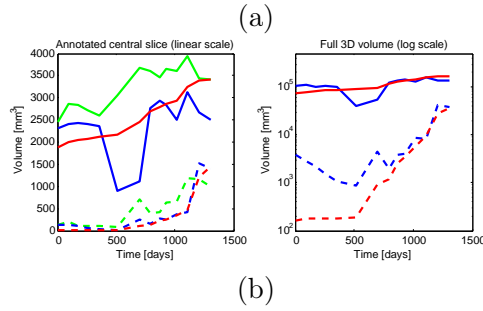 (a)
Annotated central slice (linear scale)
Volume [mm³]
4000
3500
3000
2500
2000
1500
1000
500
0
0 500 1000 1500
Time [days]
Full 3D volume (log scale)
Volume [mm³]
10⁵
10⁴
10³
10²
0 500 1000 1500
Time [days]
(b)